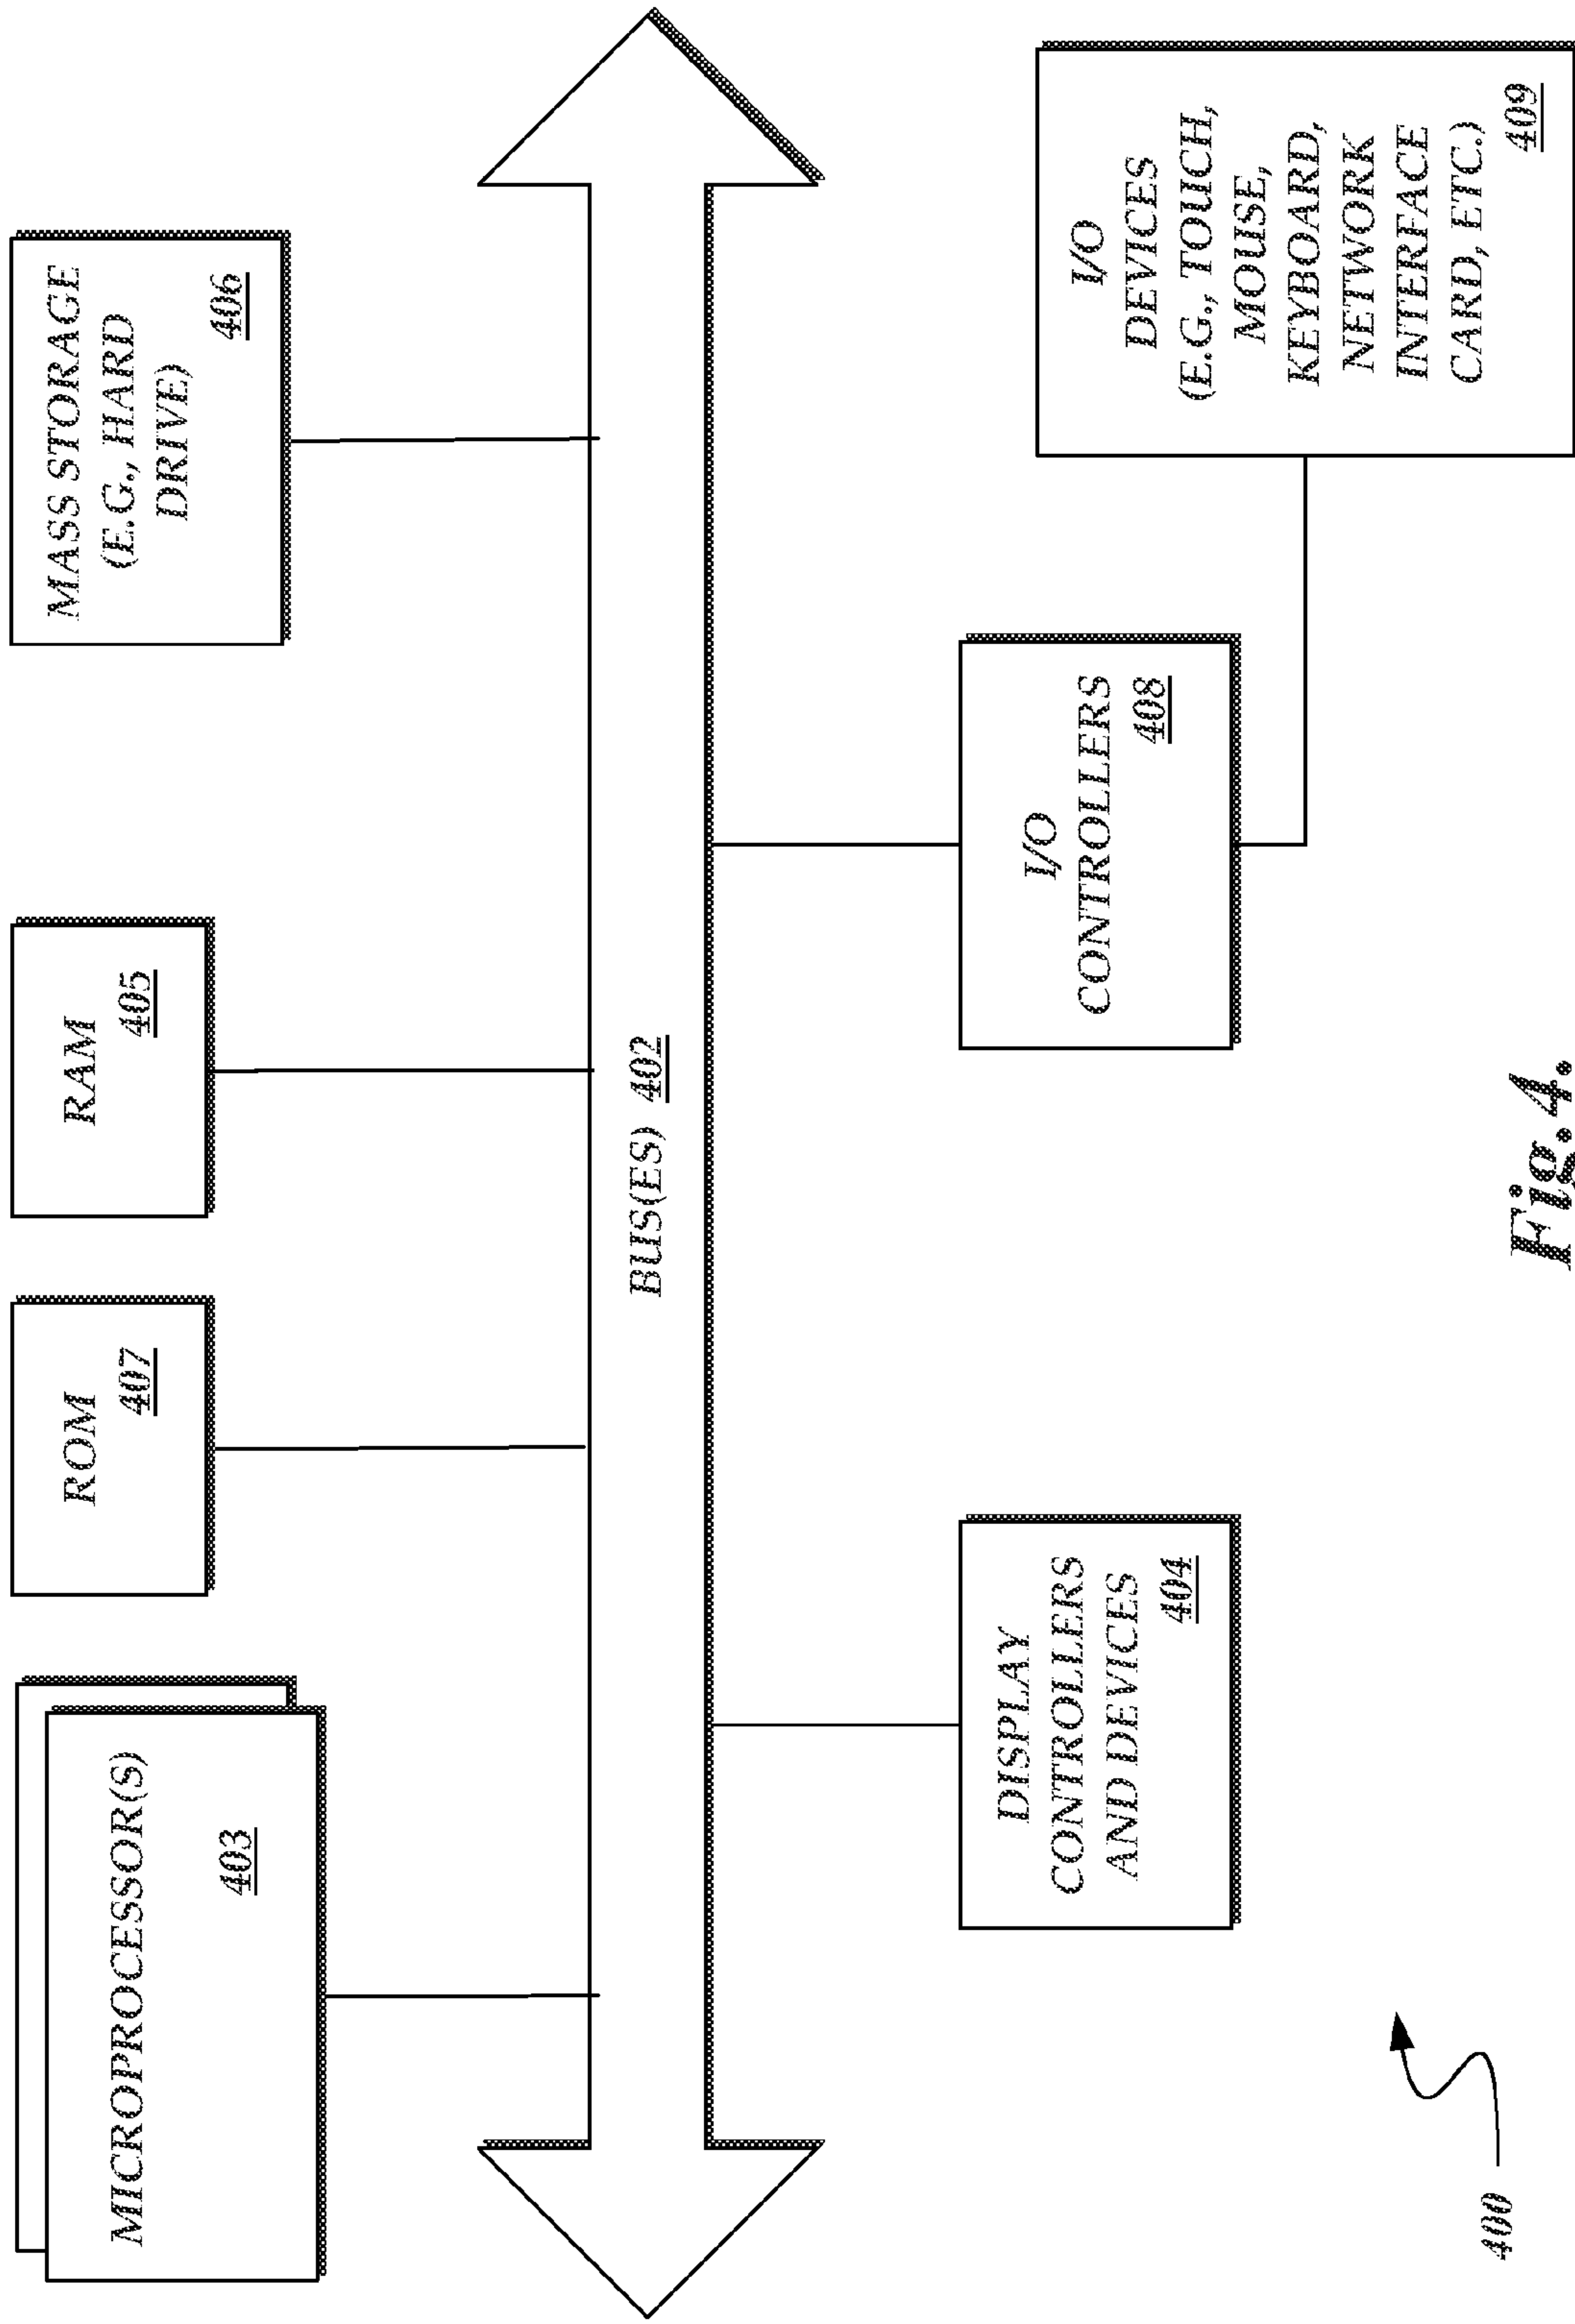 MICROPROCESSOR(S)
403
ROM
407
RAM
405
MASS STORAGE
(E.G., HARD
DRIVE)
406
BUS(ES) 402
DISPLAY
CONTROLLERS
AND DEVICES
404
I/O
CONTROLLERS
408
I/O
DEVICES
(E.G., TOUCH,
MOUSE,
KEYBOARD,
NETWORK
INTERFACE
CARD, ETC.)
409
400
Fig.4.